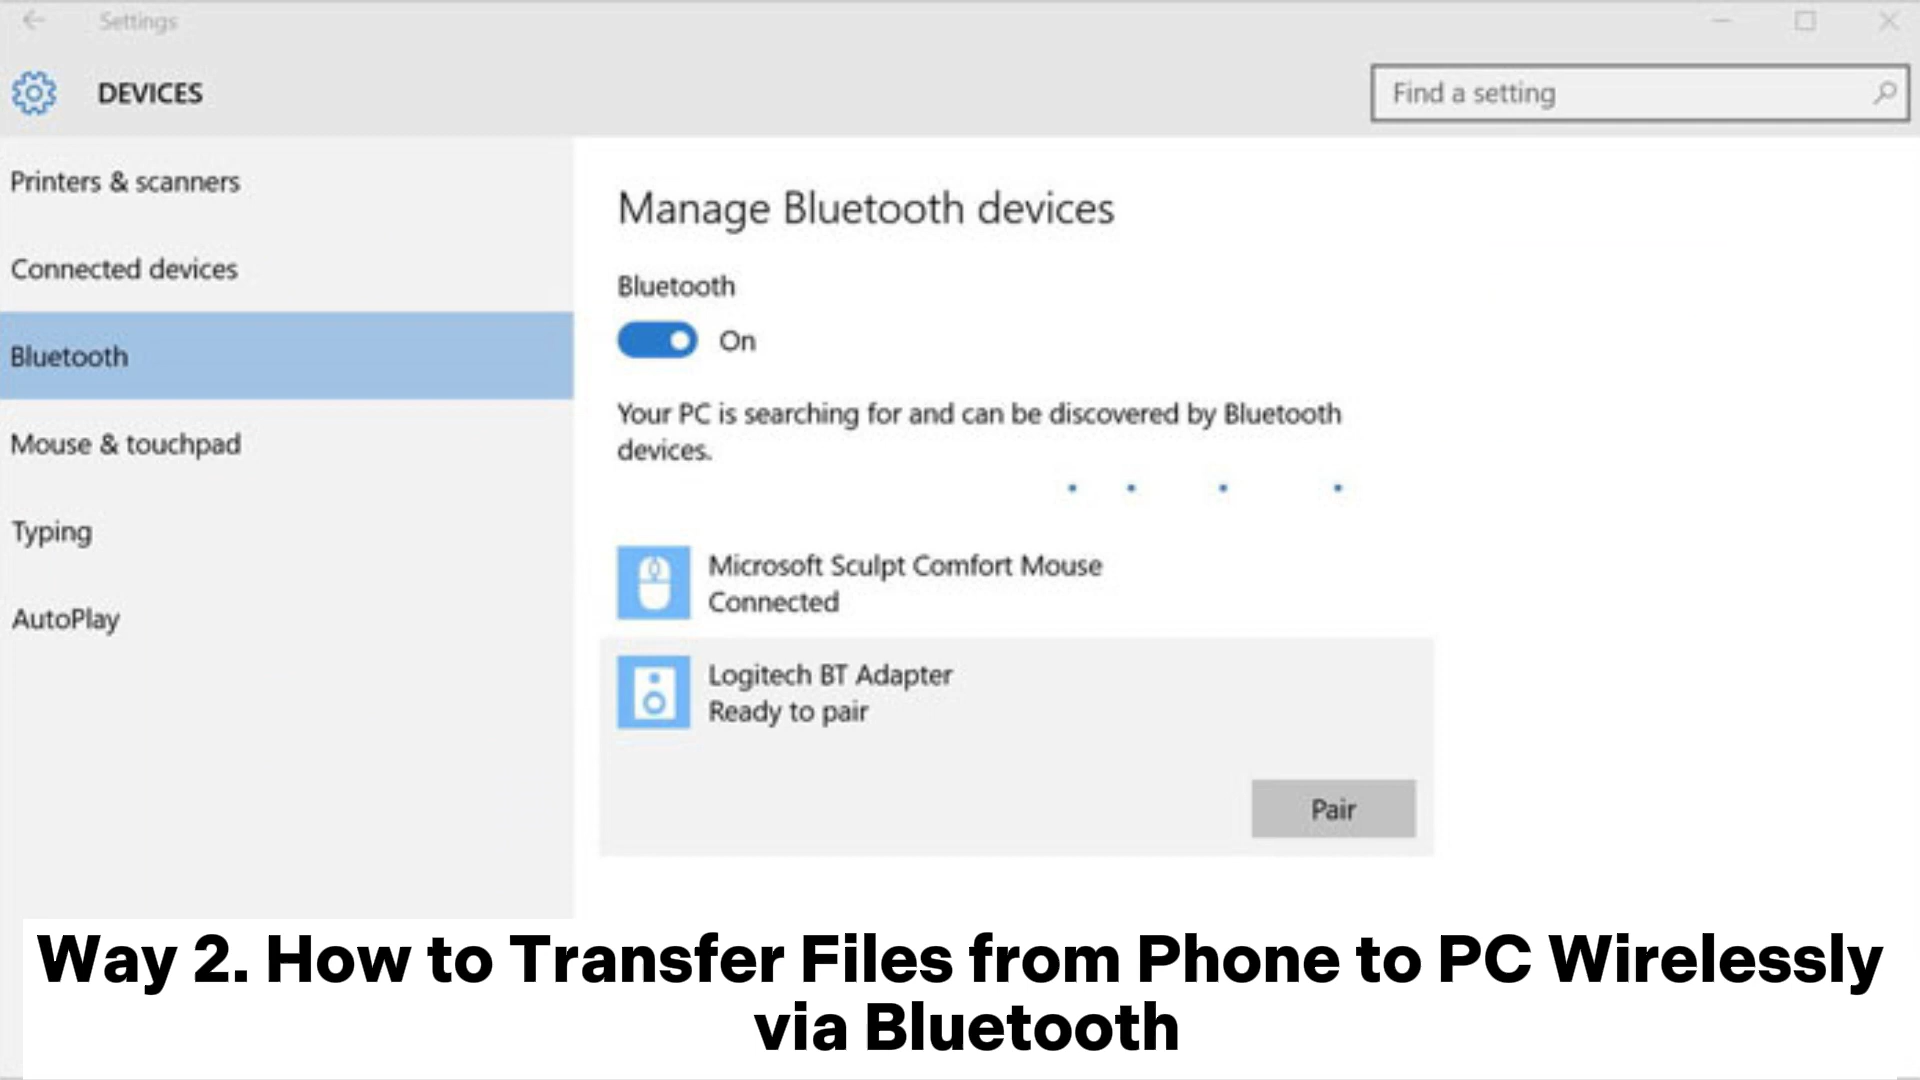 Settings
DEVICES
Find a setting
Printers & scanners
Connected devices
Bluetooth
Mouse & touchpad
Typing
AutoPlay
Manage Bluetooth devices
Bluetooth
On
Your PC is searching for and can be discovered by Bluetooth
devices.
Microsoft Sculpt Comfort Mouse
Connected
Logitech BT Adapter
Ready to pair
Pair
Way 2. How to Transfer Files from Phone to PC Wirelessly
via Bluetooth